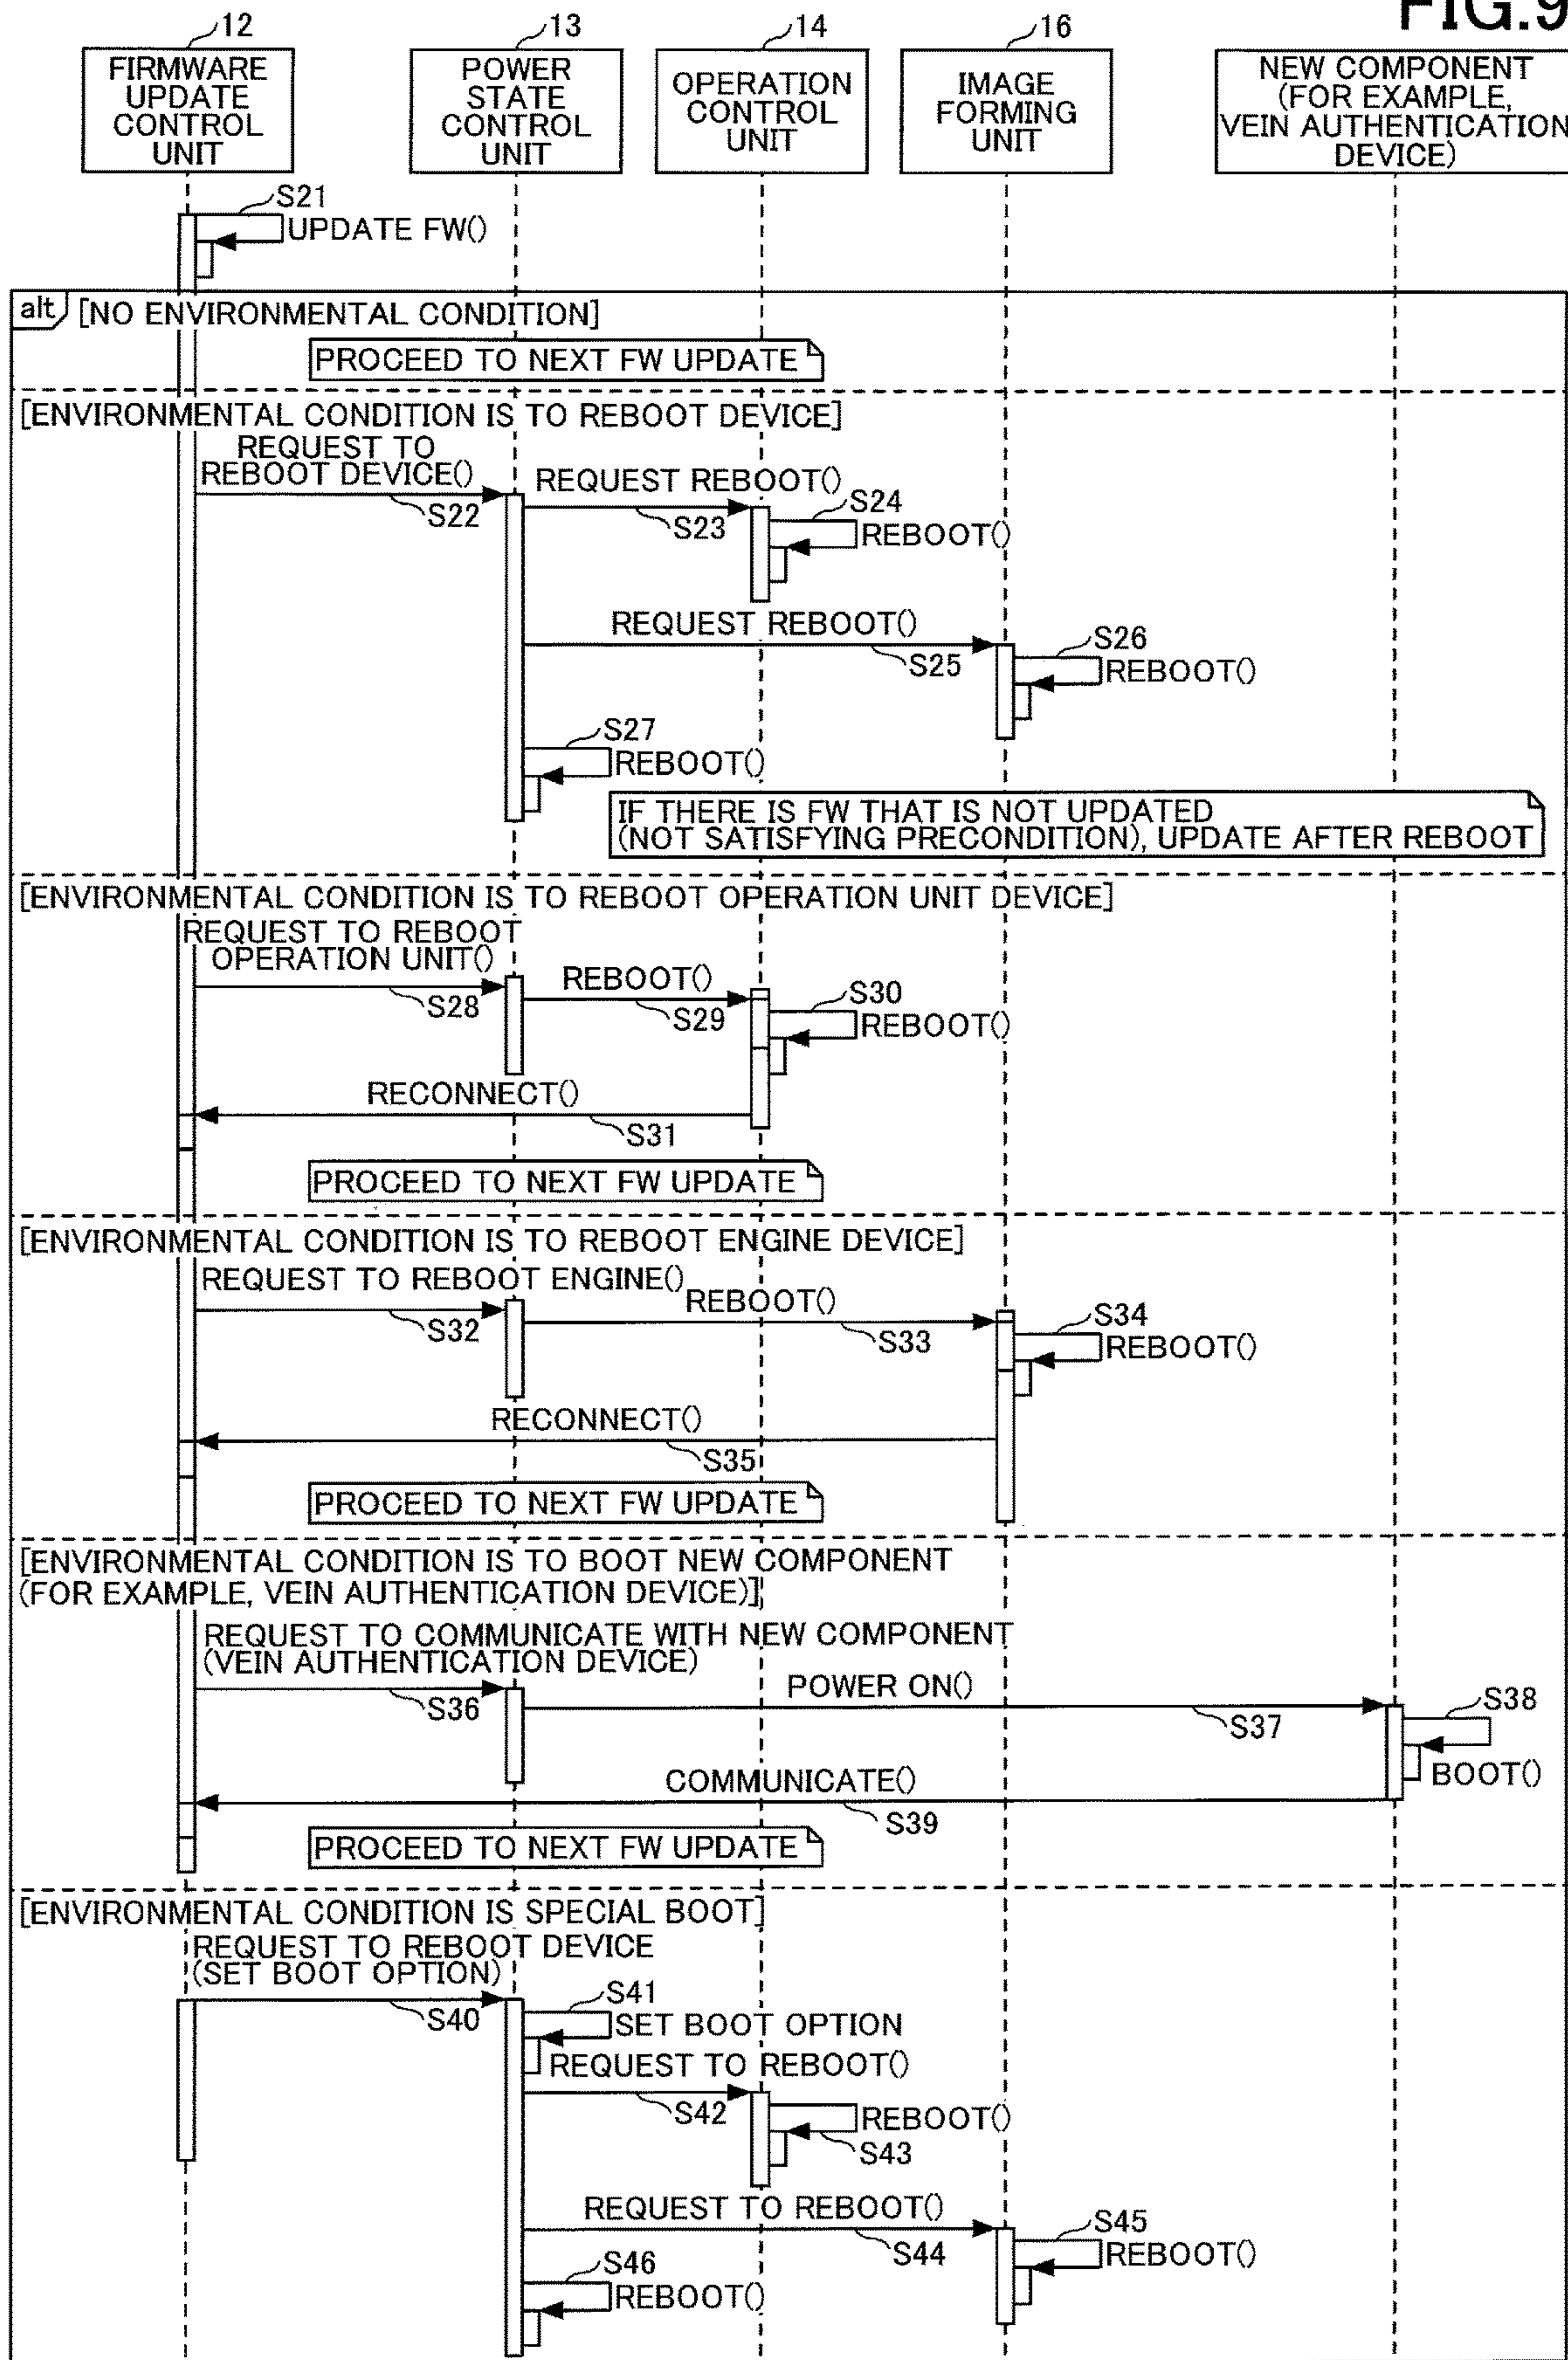 FIG.9
12
13
14
16
FIRMWARE
UPDATE
CONTROL
UNIT
POWER
STATE
CONTROL
UNIT
OPERATION
CONTROL
UNIT
IMAGE
FORMING
UNIT
NEW COMPONENT
(FOR EXAMPLE,
VEIN AUTHENTICATION
DEVICE)
S21
UPDATE FW()
alt
[NO ENVIRONMENTAL CONDITION]
PROCEED TO NEXT FW UPDATE
[ENVIRONMENTAL CONDITION IS TO REBOOT DEVICE]
REQUEST TO
REBOOT DEVICE()
S22
REQUEST REBOOT()
S23
S24
REBOOT()
REQUEST REBOOT()
S25
S26
REBOOT()
S27
REBOOT()
IF THERE IS FW THAT IS NOT UPDATED
(NOT SATISFYING PRECONDITION), UPDATE AFTER REBOOT
[ENVIRONMENTAL CONDITION IS TO REBOOT OPERATION UNIT DEVICE]
REQUEST TO REBOOT
OPERATION UNIT()
S28
REBOOT()
S29
S30
REBOOT()
RECONNECT()
S31
PROCEED TO NEXT FW UPDATE
[ENVIRONMENTAL CONDITION IS TO REBOOT ENGINE DEVICE]
REQUEST TO REBOOT ENGINE()
S32
REBOOT()
S33
S34
REBOOT()
RECONNECT()
S35
PROCEED TO NEXT FW UPDATE
[ENVIRONMENTAL CONDITION IS TO BOOT NEW COMPONENT
(FOR EXAMPLE, VEIN AUTHENTICATION DEVICE)]
REQUEST TO COMMUNICATE WITH NEW COMPONENT
(VEIN AUTHENTICATION DEVICE)
S36
POWER ON()
S37
S38
BOOT()
COMMUNICATE()
S39
PROCEED TO NEXT FW UPDATE
[ENVIRONMENTAL CONDITION IS SPECIAL BOOT]
REQUEST TO REBOOT DEVICE
(SET BOOT OPTION)
S40
S41
SET BOOT OPTION
REQUEST TO REBOOT()
S42
REBOOT()
S43
REQUEST TO REBOOT()
S44
S45
REBOOT()
S46
REBOOT()